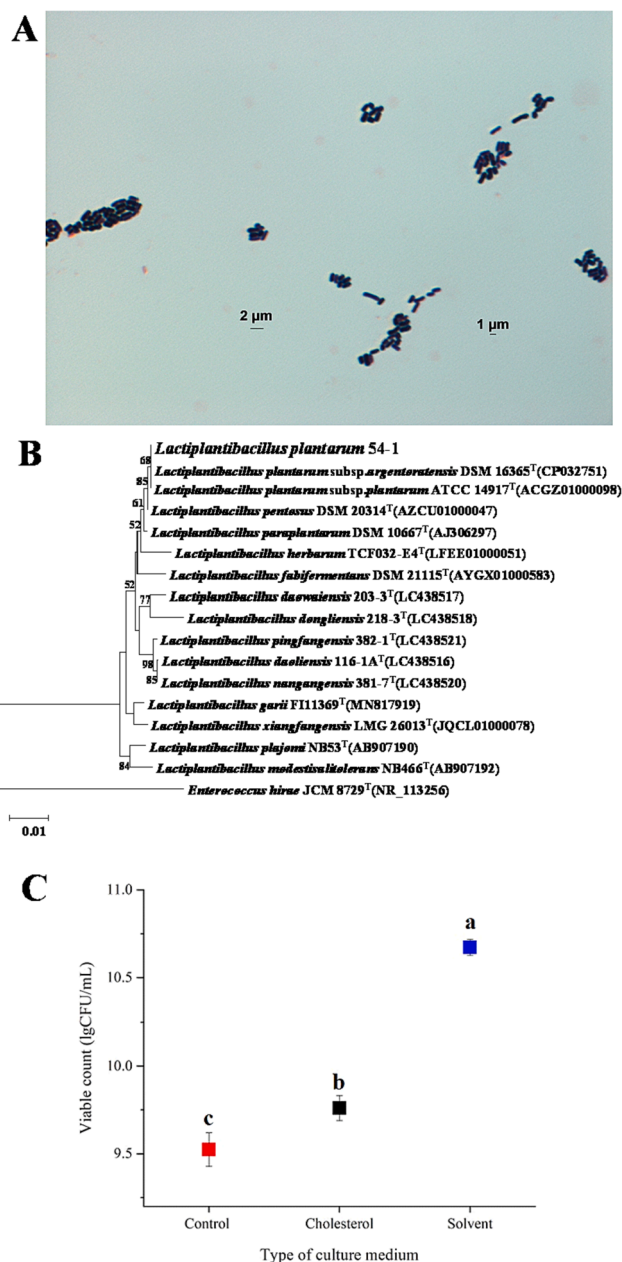 A
2 μm
1 μm
B
Lactiplantibacillus plantarum 54-1
68
Lactiplantibacillus plantarum subsp.argentoratensis DSM 16365T(CP032751)
85
Lactiplantibacillus plantarum subsp.plantarum ATCC 14917T(ACGZ01000098)
61
Lactiplantibacillus pentosus DSM 20314T(AZCU01000047)
52
Lactiplantibacillus paraplantarum DSM 10667T(AJ306297)
Lactiplantibacillus herbarum TCF032-E4T(LFEE01000051)
Lactiplantibacillus fabifermentans DSM 21115T(AYGX01000583)
52
77
Lactiplantibacillus daowaiensis 203-3T(LC438517)
Lactiplantibacillus dongliensis 218-3T(LC438518)
Lactiplantibacillus pingfangensis 382-1T(LC438521)
98
Lactiplantibacillus daoliensis 116-1AT(LC438516)
85
Lactiplantibacillus nangangensis 381-7T(LC438520)
Lactiplantibacillus garii FI11369T(MN817919)
Lactiplantibacillus xiangfangensis LMG 26013T(JQCL01000078)
Lactiplantibacillus plajomi NB53T(AB907190)
84
Lactiplantibacillus modestisalitolerans NB466T(AB907192)
Enterococcus hirae JCM 8729T(NR_113256)
0.01
C
11.0
10.5
10.0
9.5
Viable count (lgCFU/mL)
c
b
a
Control Cholesterol Solvent
Type of culture medium